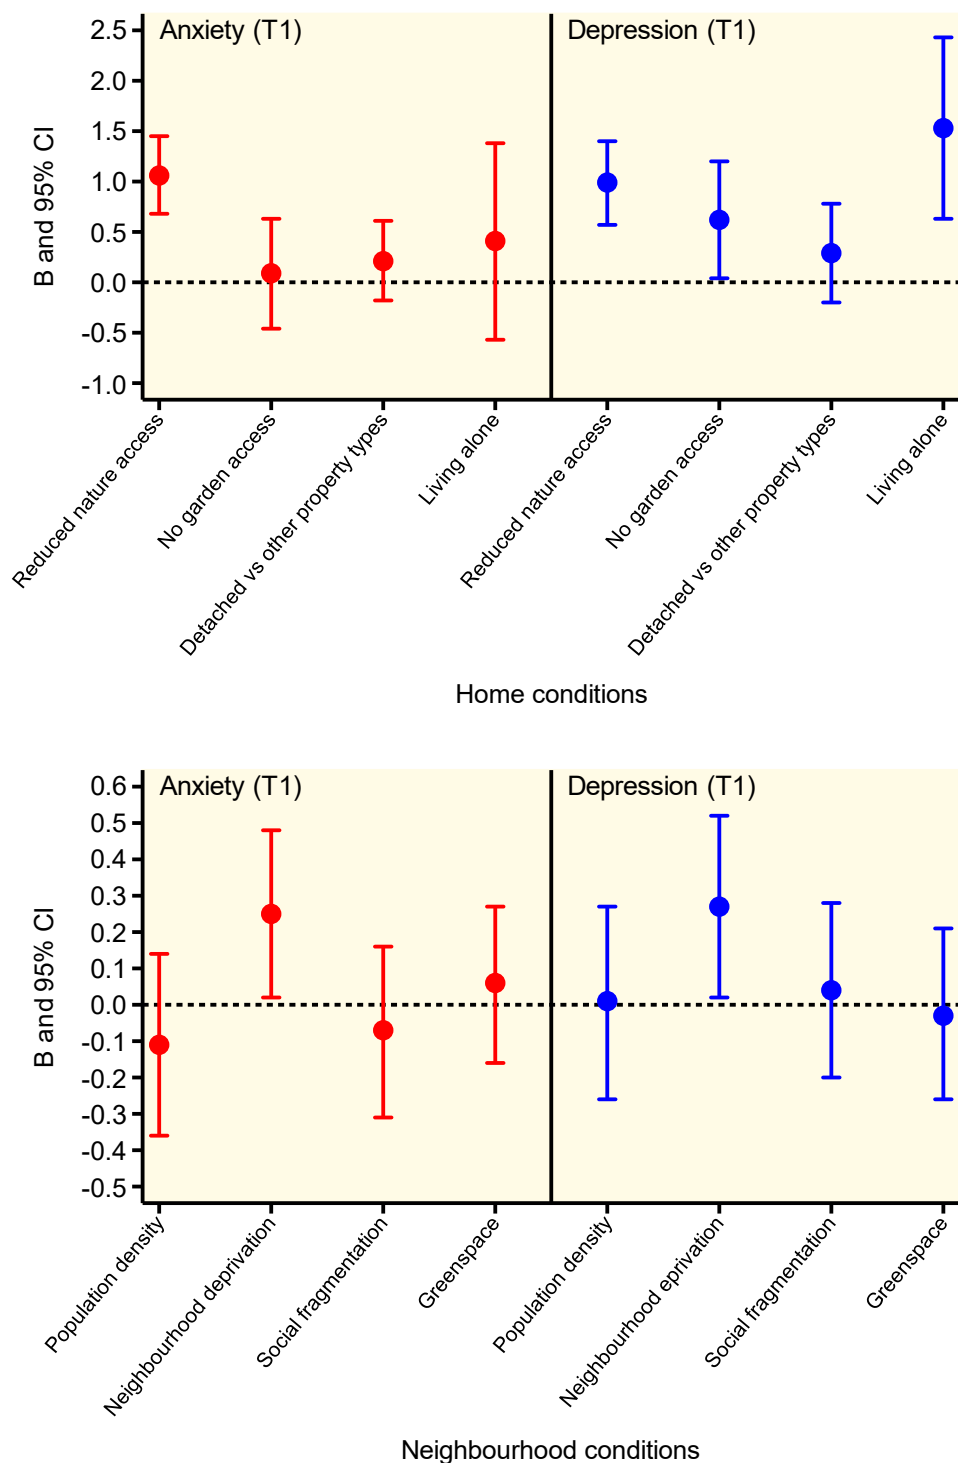 Anxiety (T1)
Depression (T1)
B and 95% CI
2.5
2.0
1.5
1.0
0.5
0.0
-0.5
-1.0
Reduced nature access
No garden access
Detached vs other property types
Living alone
Reduced nature access
No garden access
Detached vs other property types
Living alone
Home conditions
Anxiety (T1)
Depression (T1)
B and 95% CI
0.6
0.5
0.4
0.3
0.2
0.1
0.0
-0.1
-0.2
-0.3
-0.4
-0.5
Population density
Neighbourhood deprivation
Social fragmentation
Greenspace
Population density
Neighbourhood eprivation
Social fragmentation
Greenspace
Neighbourhood conditions